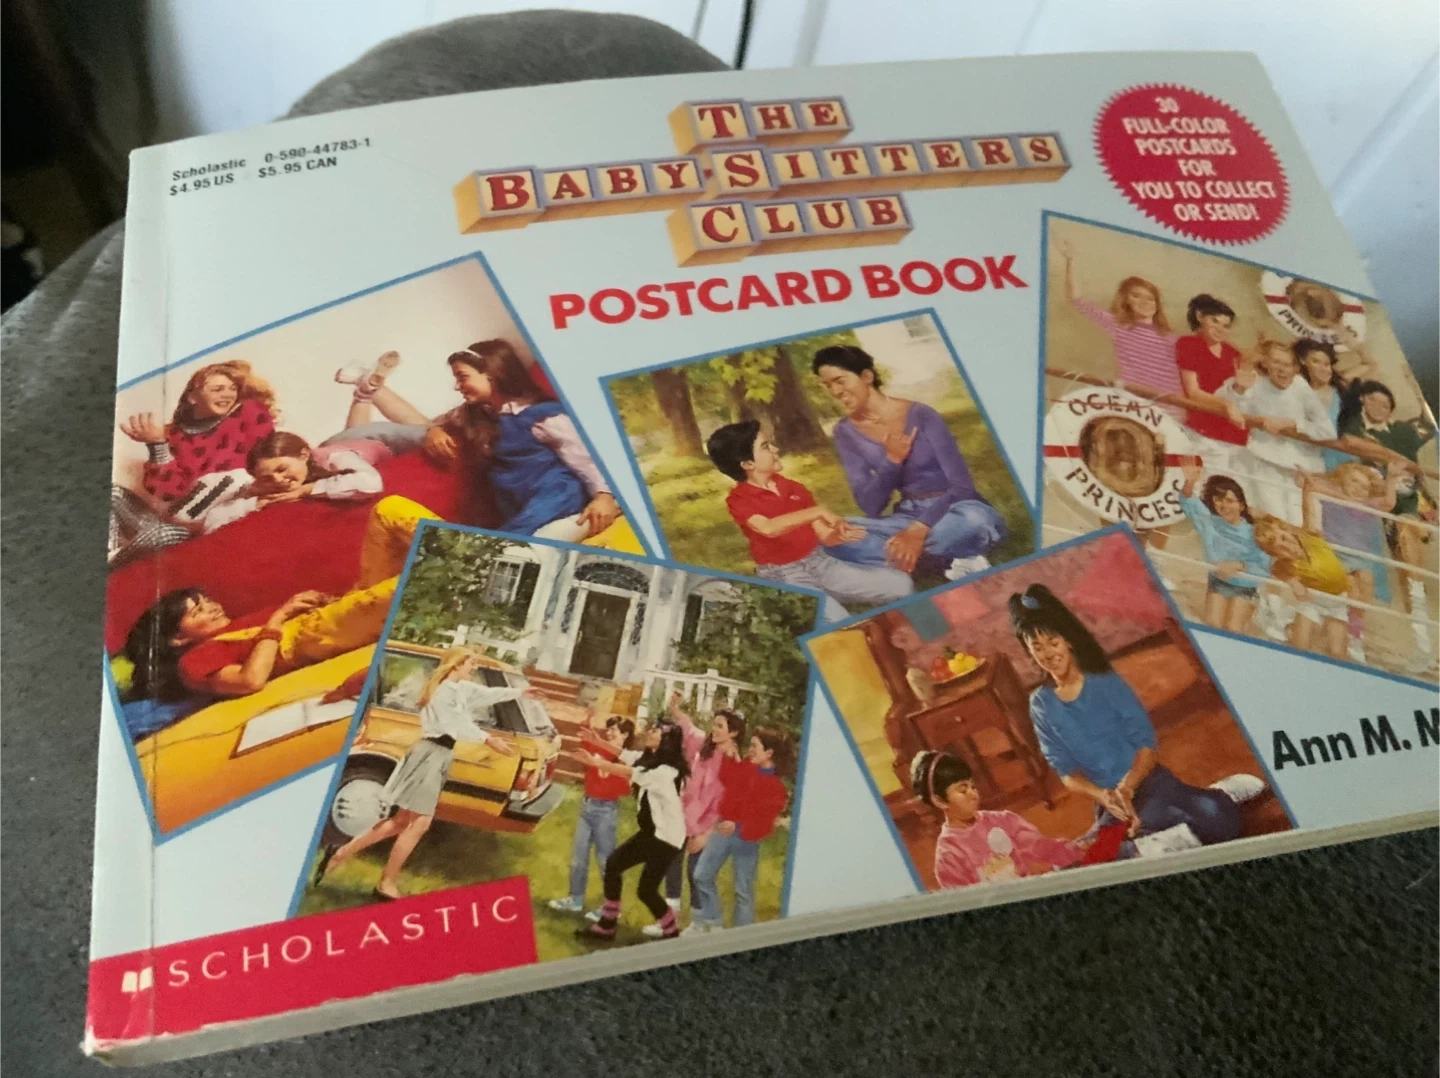 Scholastic 0-590-44783-1
$4.95 US $5.95 CAN
THE
BABY-SITTERS
CLUB
POSTCARD BOOK
30
FULL-COLOR
POSTCARDS
FOR
YOU TO COLLECT
OR SEND!
PRINCESS
OCEAN
PRINCESS
Ann M. M
SCHOLASTIC